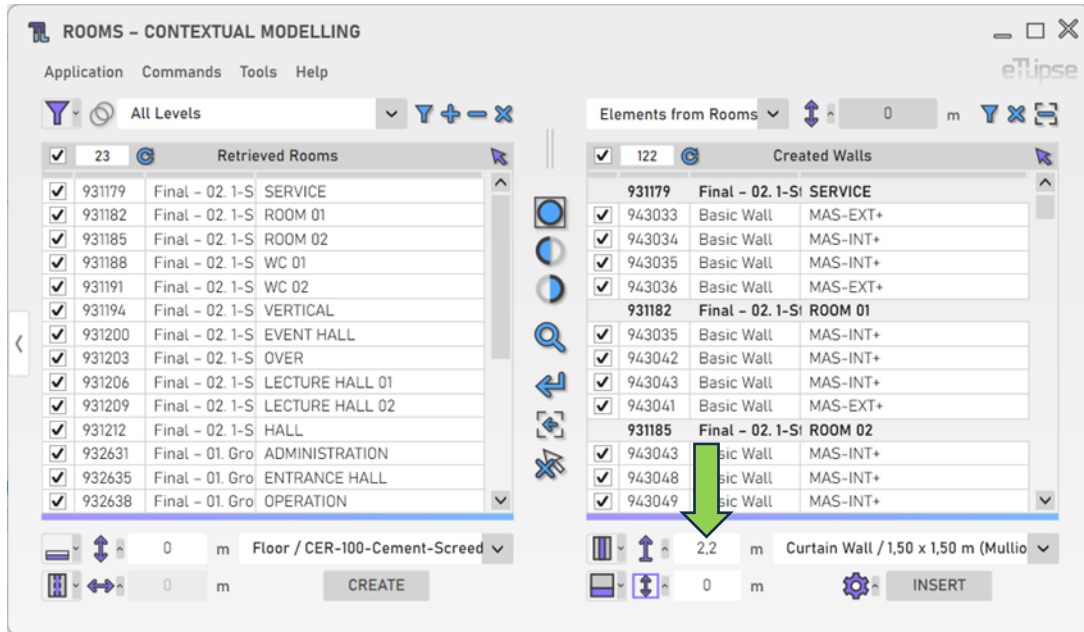 ROOMS – CONTEXTUAL MODELLING
Application Commands Tools Help
eTLipse
All Levels
Elements from Rooms 0 m
23 Retrieved Rooms
931179 Final – 02. 1-S SERVICE
931182 Final – 02. 1-S ROOM 01
931185 Final – 02. 1-S ROOM 02
931188 Final – 02. 1-S WC 01
931191 Final – 02. 1-S WC 02
931194 Final – 02. 1-S VERTICAL
931200 Final – 02. 1-S EVENT HALL
931203 Final – 02. 1-S OVER
931206 Final – 02. 1-S LECTURE HALL 01
931209 Final – 02. 1-S LECTURE HALL 02
931212 Final – 02. 1-S HALL
932631 Final – 01. Gro ADMINISTRATION
932635 Final – 01. Gro ENTRANCE HALL
932638 Final – 01. Gro OPERATION
122 Created Walls
931179 Final – 02. 1-St SERVICE
943033 Basic Wall MAS-EXT+
943034 Basic Wall MAS-INT+
943035 Basic Wall MAS-INT+
943036 Basic Wall MAS-EXT+
931182 Final – 02. 1-St ROOM 01
943035 Basic Wall MAS-INT+
943042 Basic Wall MAS-INT+
943043 Basic Wall MAS-INT+
943041 Basic Wall MAS-EXT+
931185 Final – 02. 1-St ROOM 02
943043 sic Wall MAS-INT+
943048 sic Wall MAS-INT+
943049 sic Wall MAS-INT+
0 m Floor / CER-100-Cement-Screed
0 m CREATE
2,2 m Curtain Wall / 1,50 x 1,50 m (Mullio
0 m INSERT